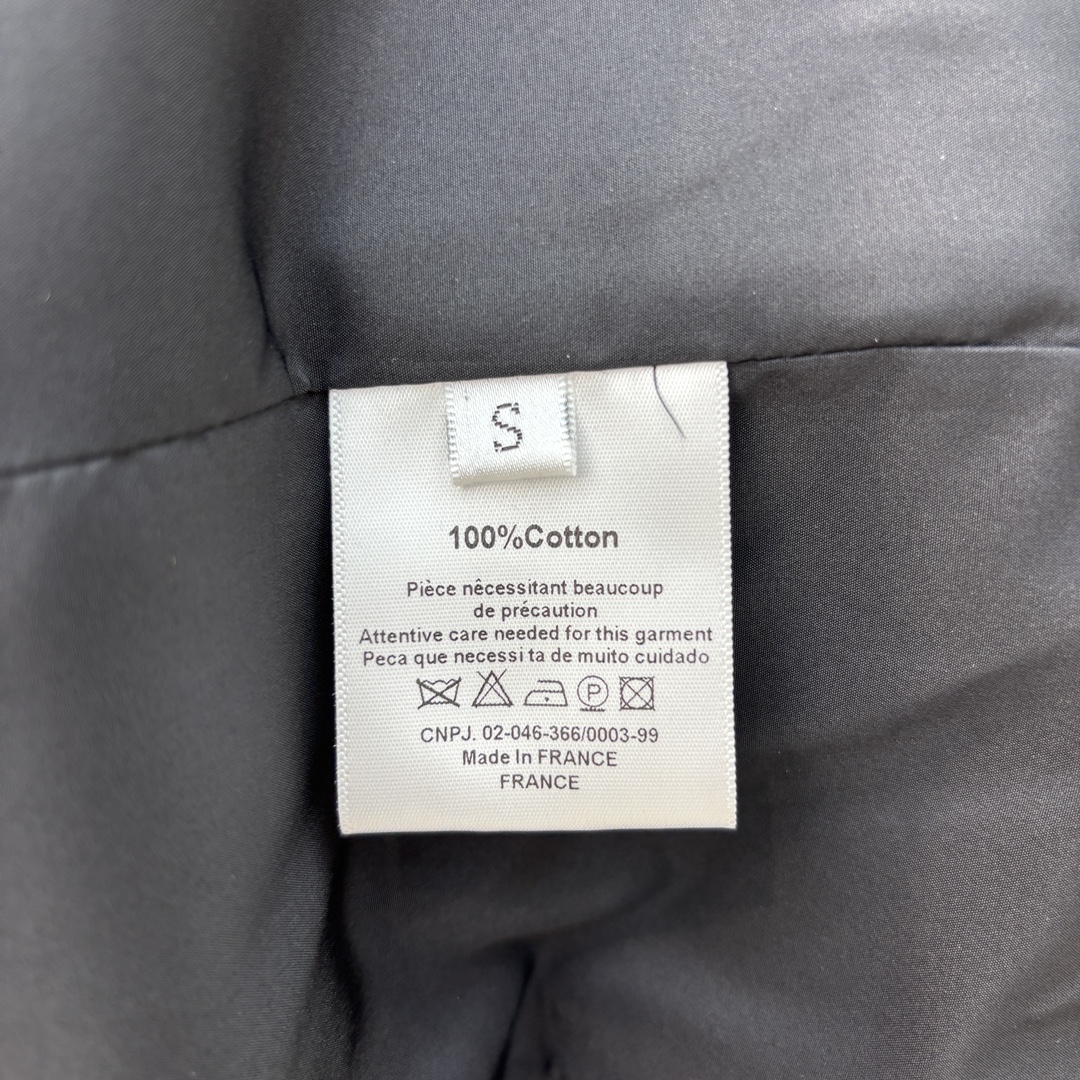 S
100%Cotton
Pièce nêcessitant beaucoup
de précaution
Attentive care needed for this garment
Peca que necessi ta de muito cuidado
P
CNPJ. 02-046-366/0003-99
Made In FRANCE
FRANCE